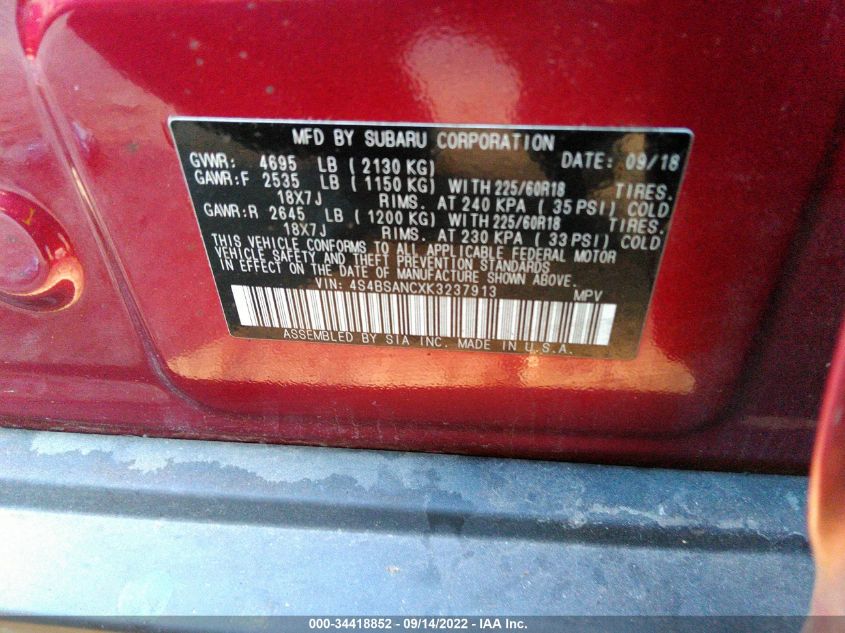 MFD BY SUBARU CORPORATION
GVWR: 4695 LB ( 2130 KG) DATE: 09/18
GAWR:F 2535 LB ( 1150 KG) WITH 225/60R18 TIRES.
18X7J RIMS. AT 240 KPA ( 35 PSI) COLD
GAWR:R 2645 LB ( 1200 KG) WITH 225/60R18 TIRES.
18X7J RIMS. AT 230 KPA ( 33 PSI) COLD
THIS VEHICLE CONFORMS TO ALL APPLICABLE FEDERAL MOTOR
VEHICLE SAFETY AND THEFT PREVENTION STANDARDS
IN EFFECT ON THE DATE OF MANUFACTURE SHOWN ABOVE.
VIN: 4S4BSANCXK3237913 MPV
ASSEMBLED BY SIA INC. MADE IN U.S.A.
000-34418852 - 09/14/2022 - IAA Inc.